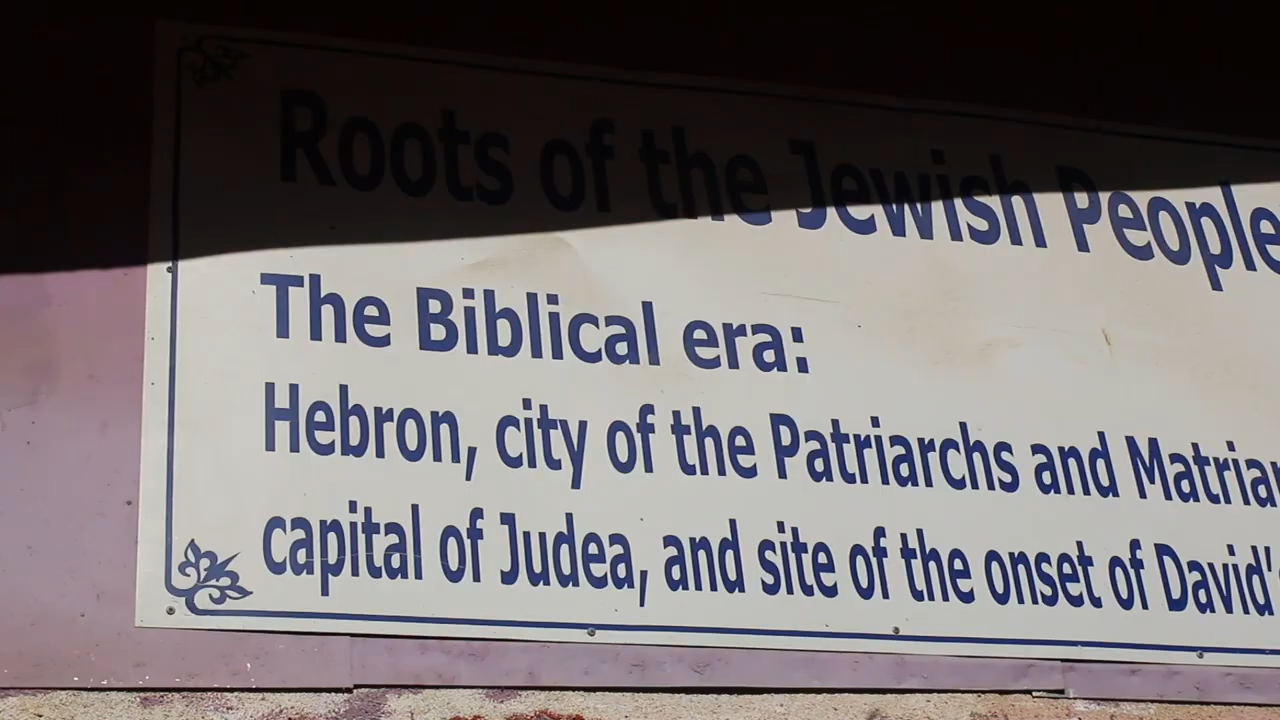 Roots of the Jewish People
The Biblical era:
Hebron, city of the Patriarchs and
capital of Judea, and site of the onset of